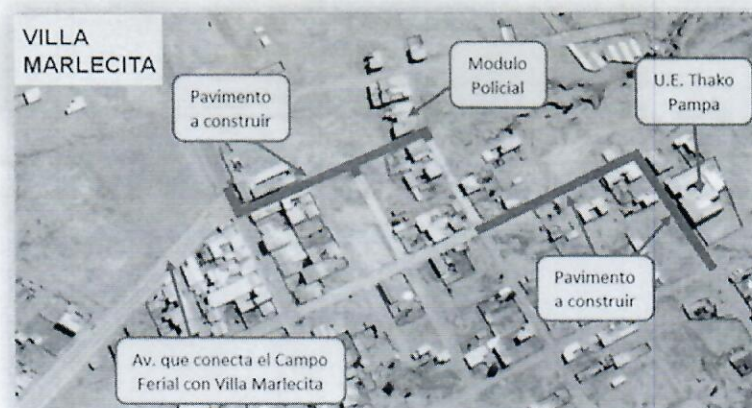 VILLA
MARLECITA
Modulo
Policial
U.E. Thako
Pampa
Pavimento
a construir
Pavimento
a construir
Av. que conecta el Campo
Ferial con Villa Marlecita